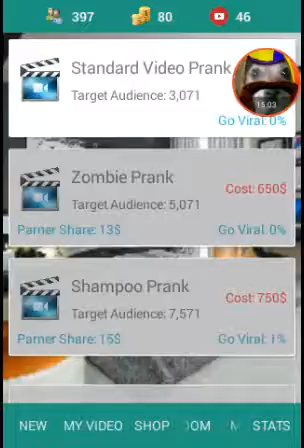 397 80 46
Standard Video Prank
Target Audience: 3,071
15:03
Go Viral: 0%
Zombie Prank
Cost: 650$
Target Audience: 5,071
Parner Share: 13$ Go Viral: 0%
Shampoo Prank
Cost: 750$
Target Audience: 7,571
Parner Share: 15$ Go Viral: 1%
NEW MY VIDEO SHOP OM M STATS